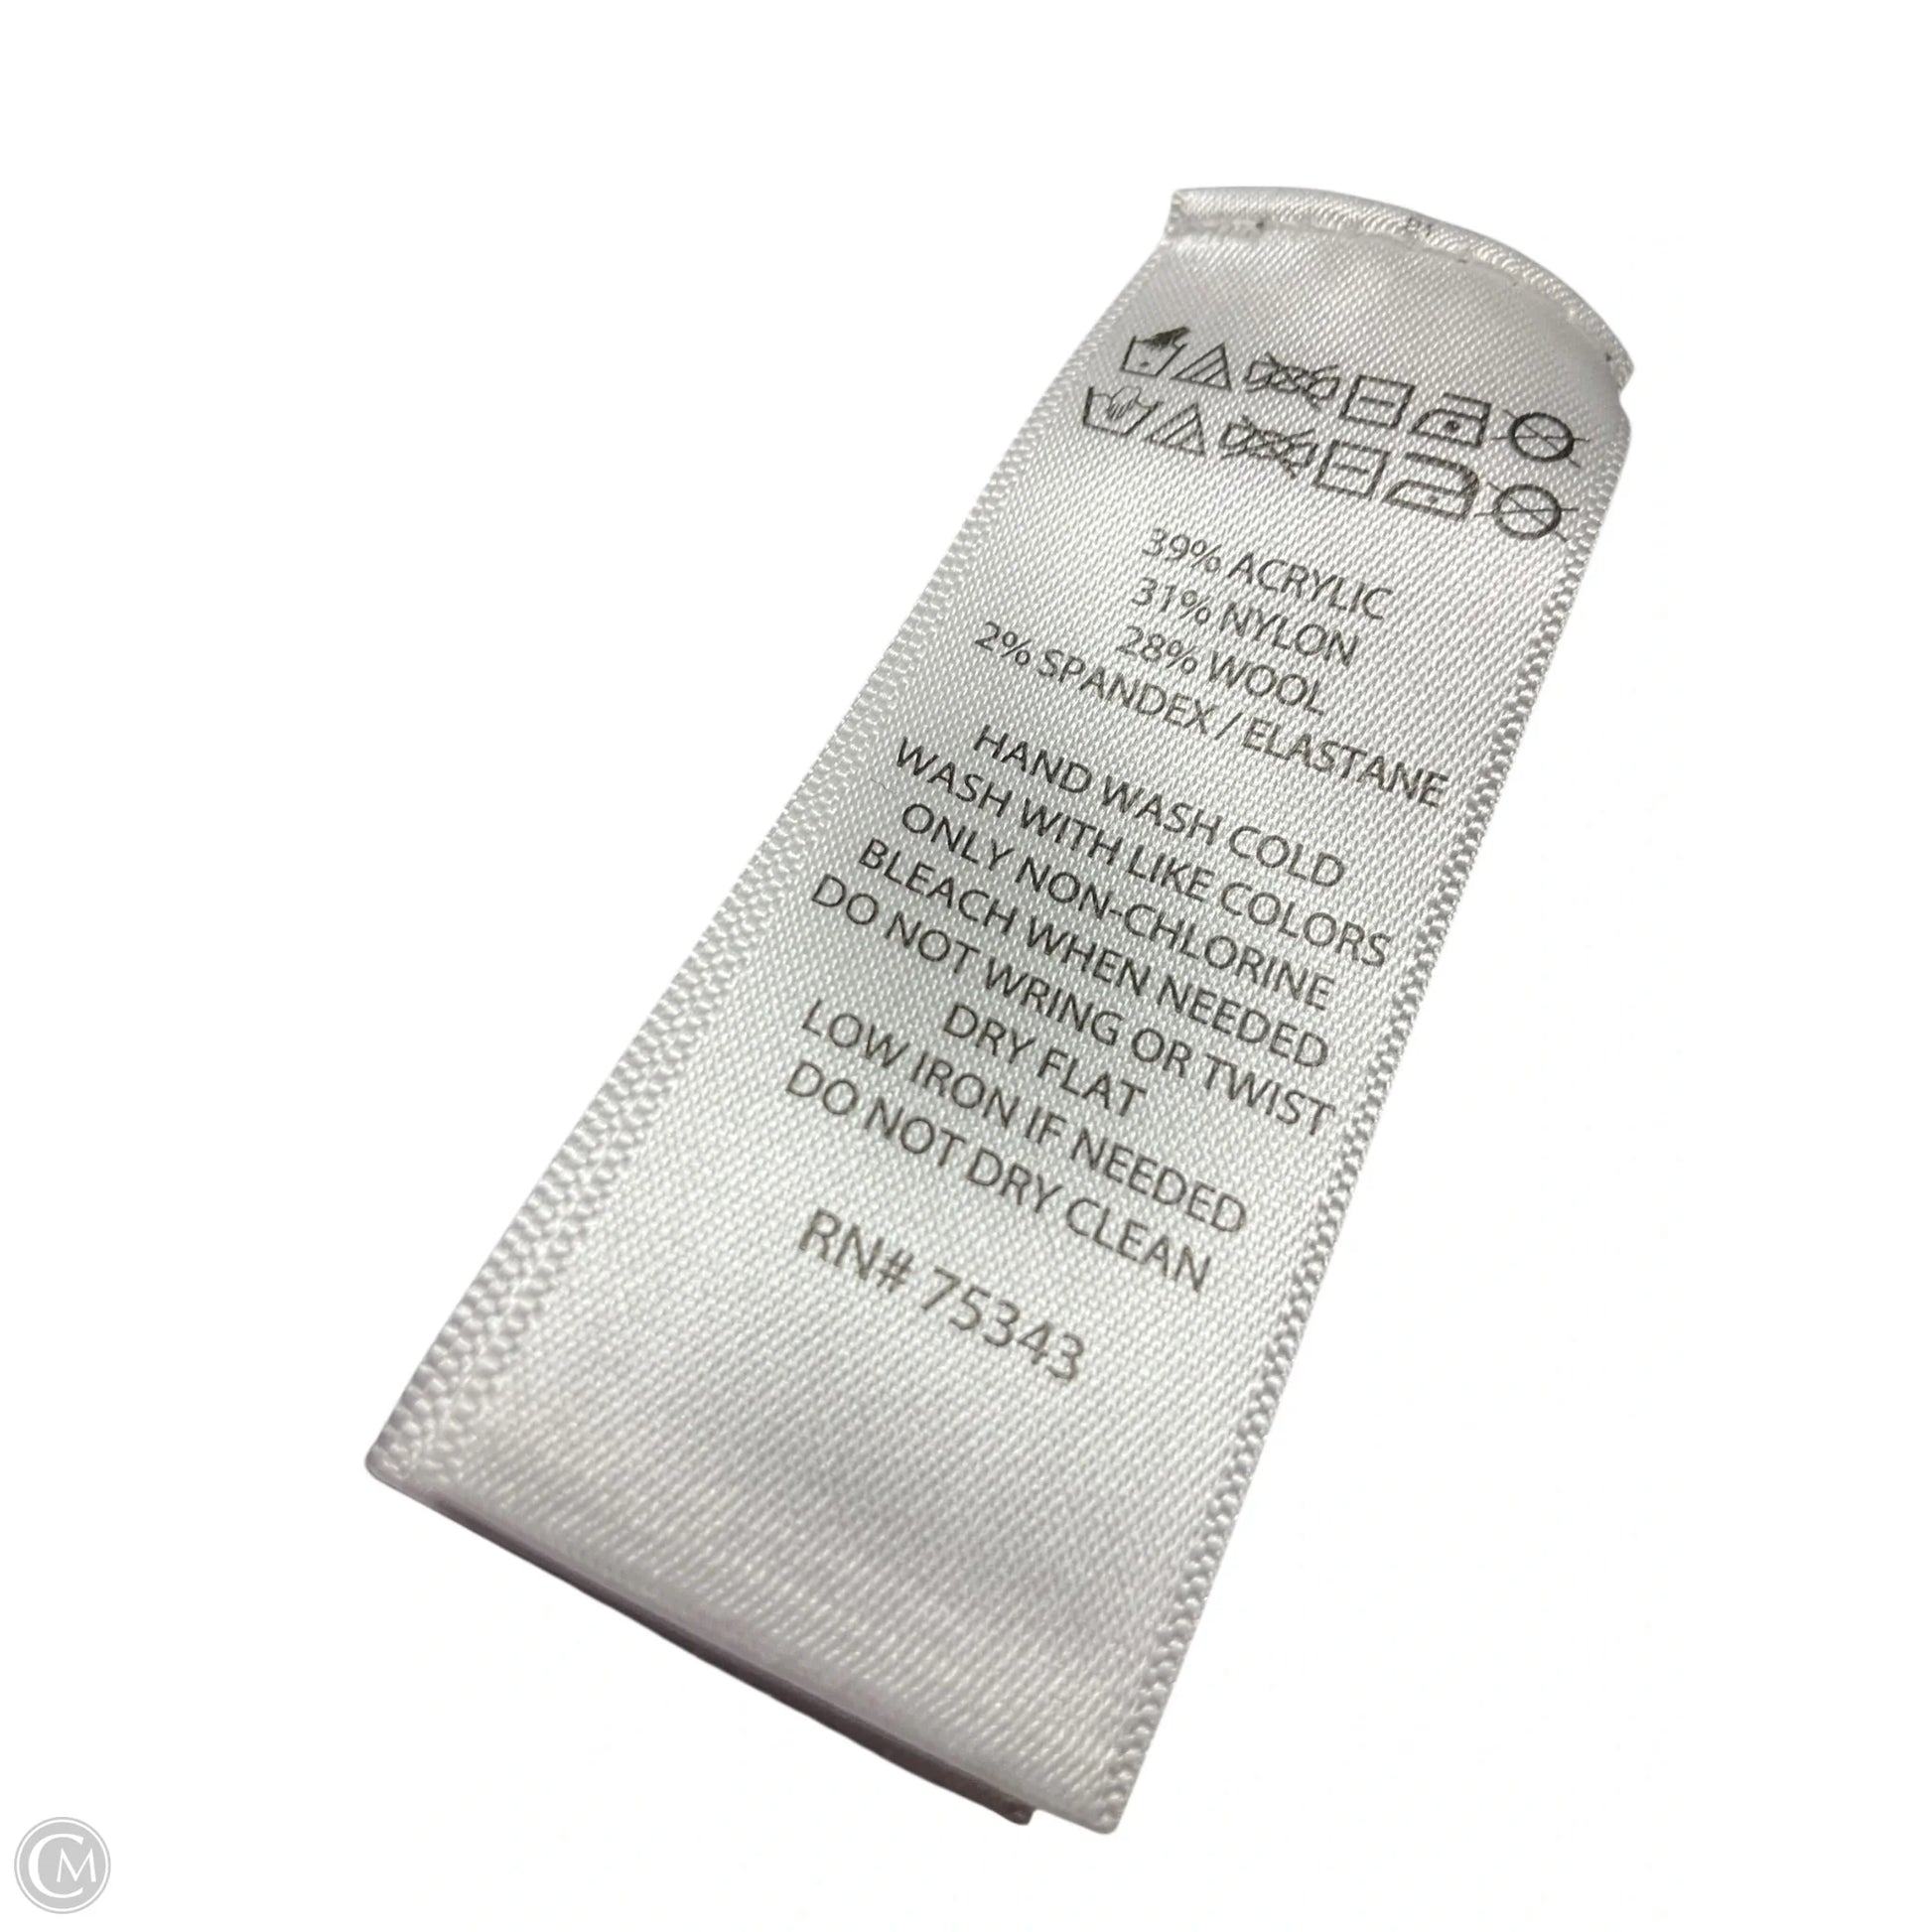 39% ACRYLIC
31% NYLON
28% WOOL
2% SPANDEX / ELASTANE
HAND WASH COLD
WASH WITH LIKE COLORS
ONLY NON-CHLORINE
BLEACH WHEN NEEDED
DO NOT WRING OR TWIST
DRY FLAT
LOW IRON IF NEEDED
DO NOT DRY CLEAN
RN# 75343
CM